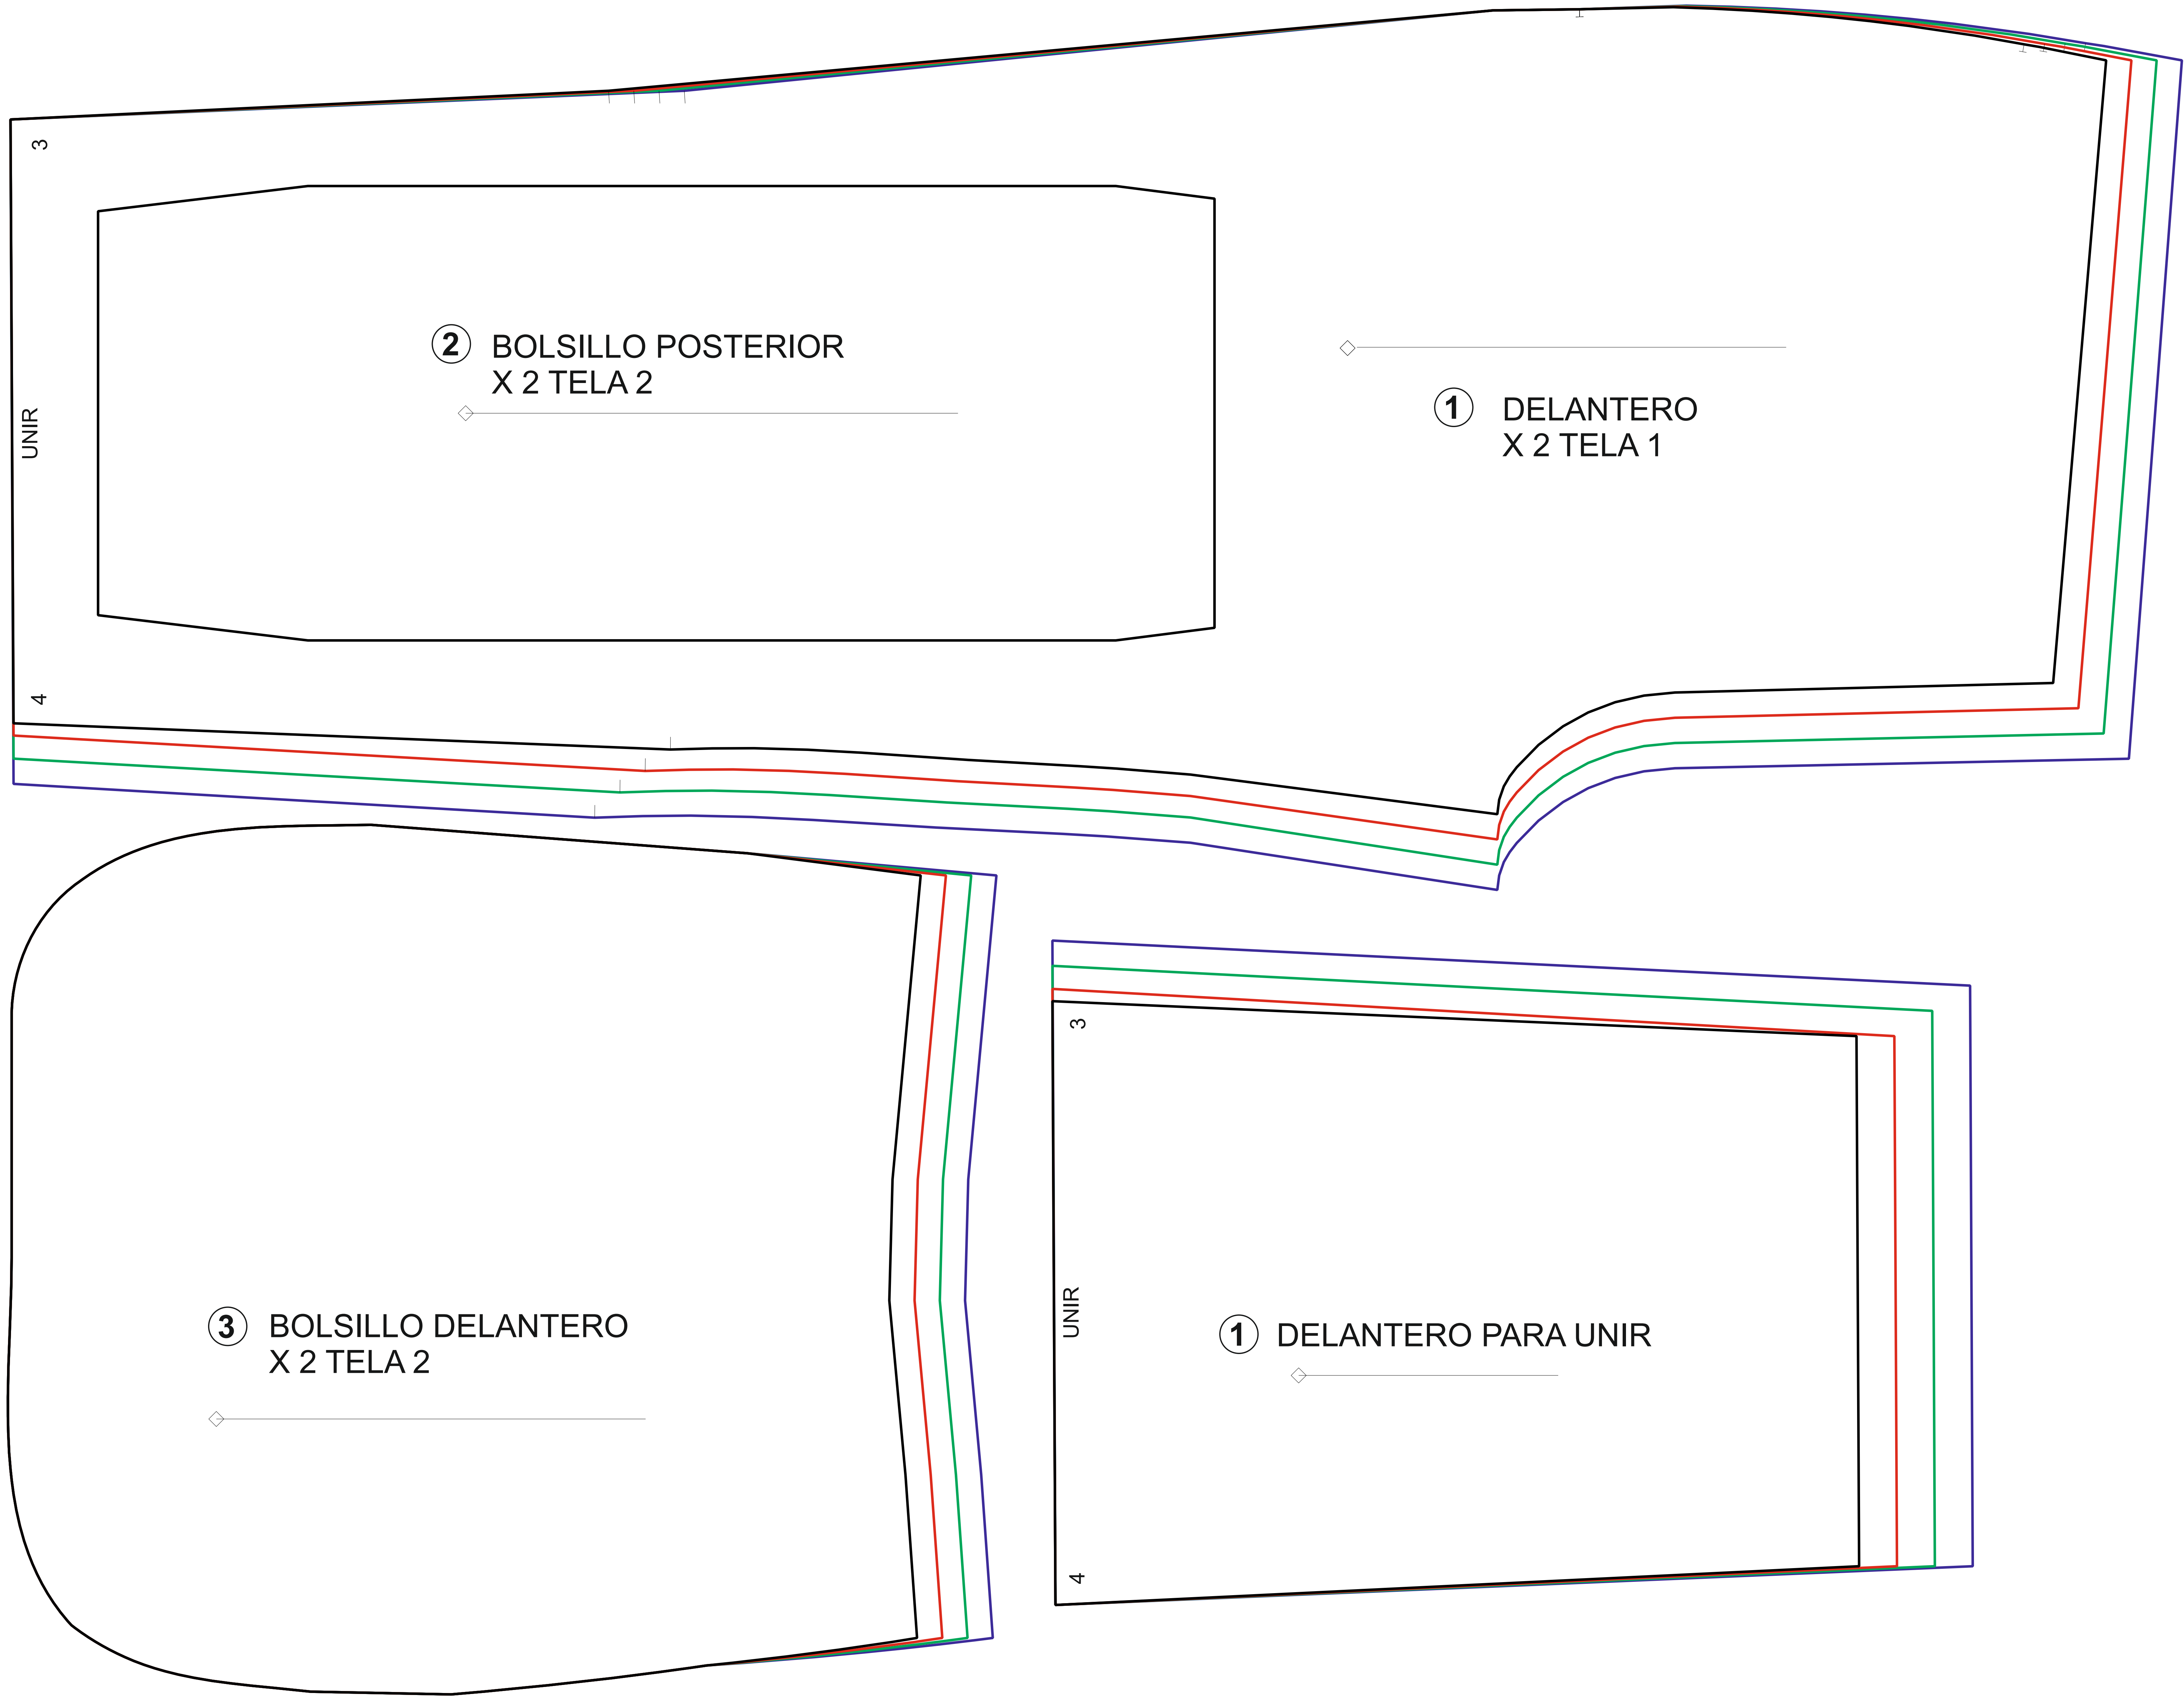 3
2 BOLSILLO POSTERIOR
X 2 TELA 2
UNIR
4
1 DELANTERO
X 2 TELA 1
3 BOLSILLO DELANTERO
X 2 TELA 2
3
UNIR
1 DELANTERO PARA UNIR
4